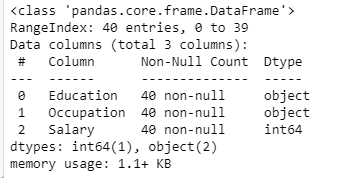 <class 'pandas.core.frame.DataFrame'>
RangeIndex: 40 entries, 0 to 39
Data columns (total 3 columns):
 #   Column      Non-Null Count  Dtype
---  ------      --------------  -----
 0   Education   40 non-null     object
 1   Occupation  40 non-null     object
 2   Salary      40 non-null     int64
dtypes: int64(1), object(2)
memory usage: 1.1+ KB